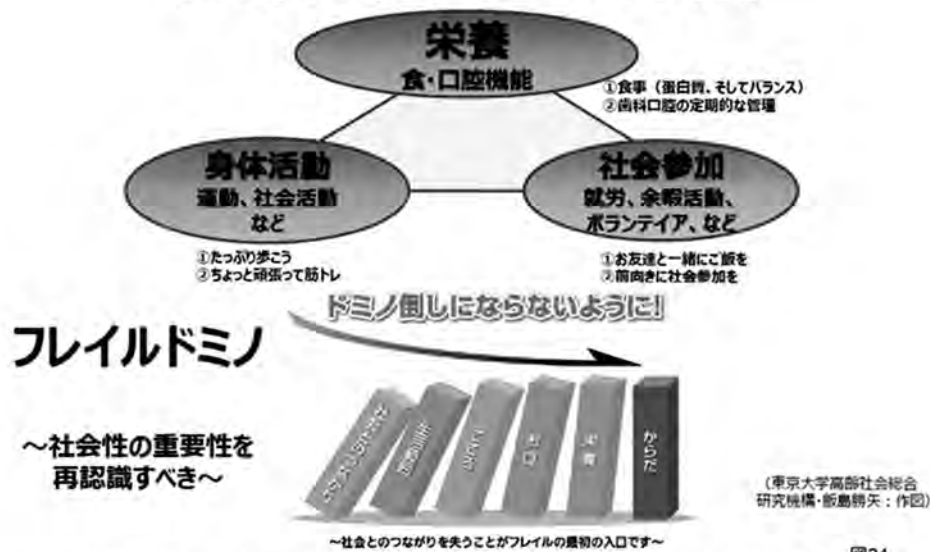 栄養
食・口腔機能
①食事（蛋白質、そしてバランス）
②歯科口腔の定期的な管理
身体活動
運動、社会活動
など
社会参加
就労、余暇活動、
ボランテイア、など
①たっぷり歩こう
②ちょっと頑張って筋トレ
①お友達と一緒にご飯を
②前向きに社会参加を
ドミノ倒しにならないように!
フレイルドミノ
～社会性の重要性を
再認識すべき～
こころ
お口
栄養
からだ
（東京大学高齢社会総合
研究機構・飯島勝矢：作図）
～社会とのつながりを失うことがフレイルの最初の入口です～